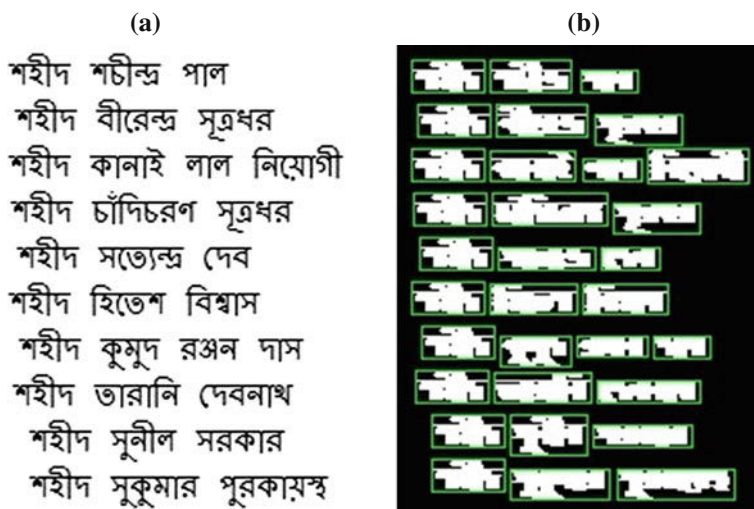 (a) (b)
শহীদ শচীন্দ্র পাল
শহীদ বীরেন্দ্র সূত্রধর
শহীদ কানাই লাল নিয়োগী
শহীদ চাঁদিচরণ সূত্রধর
শহীদ সত্যেন্দ্র দেব
শহীদ হিতেশ বিশ্বাস
শহীদ কুমুদ রঞ্জন দাস
শহীদ তারানি দেবনাথ
শহীদ সুনীল সরকার
শহীদ সুকুমার পুরকায়স্থ